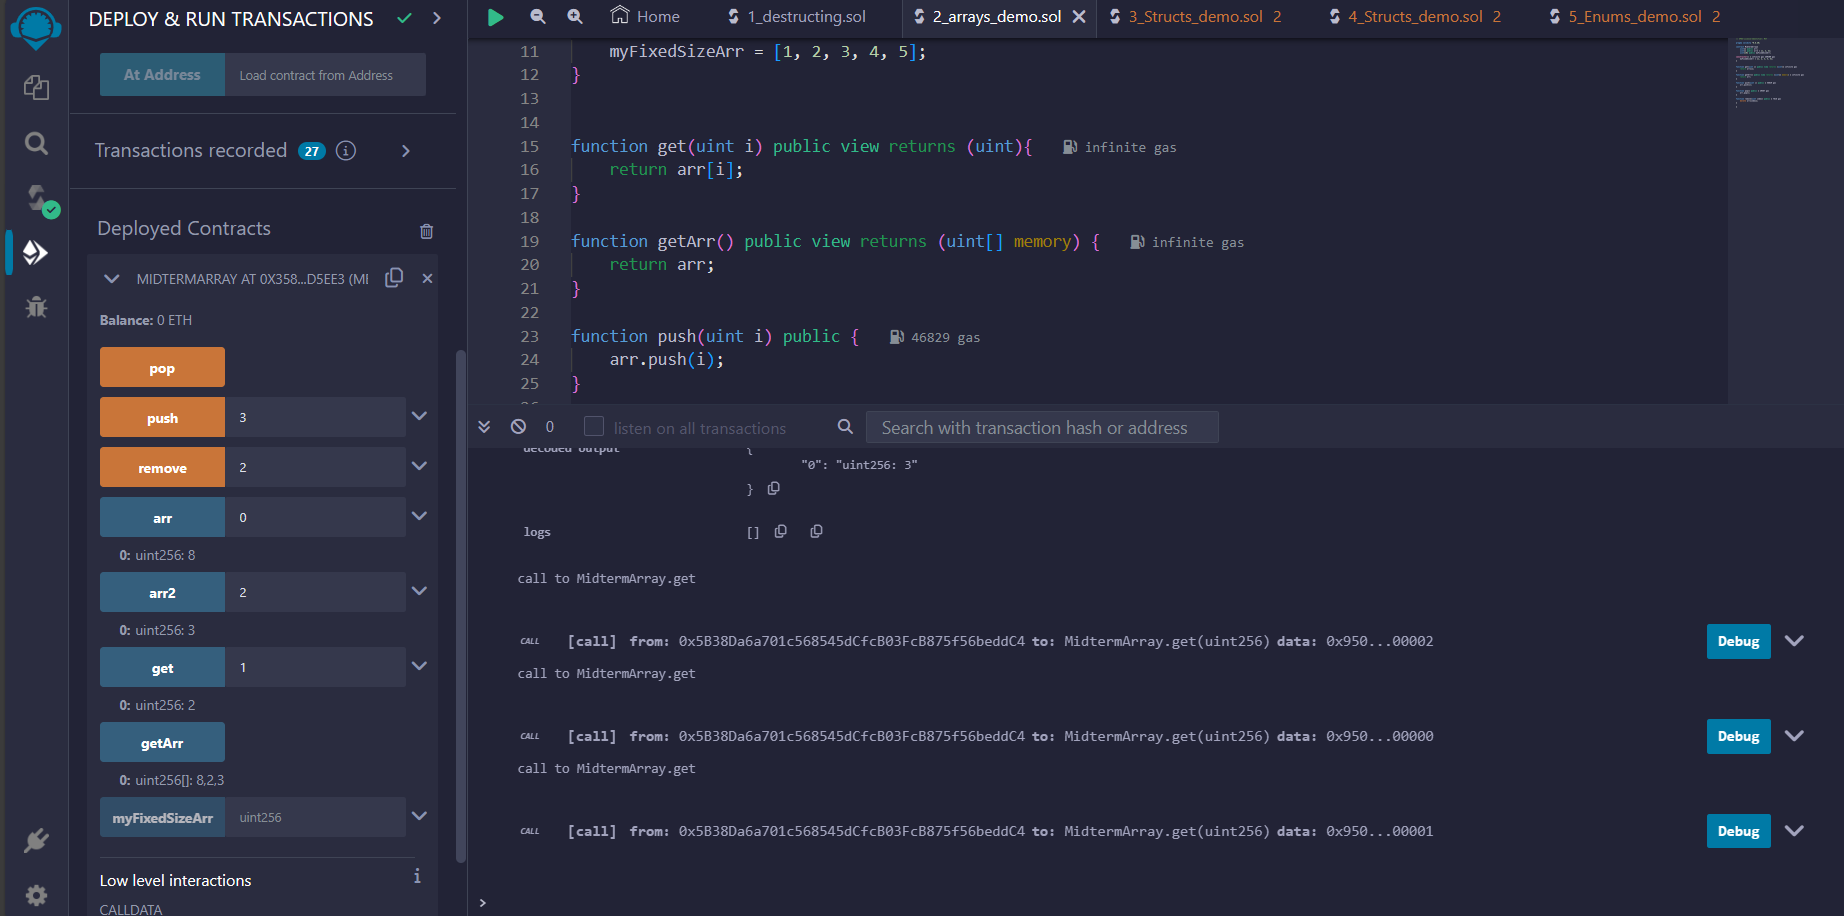 DEPLOY & RUN TRANSACTIONS
At Address
Load contract from Address
Transactions recorded 27
Deployed Contracts
MIDTERMARRAY AT 0X358...D5EE3 (MI
Balance: 0 ETH
pop
push
3
remove
2
arr
0
0: uint256: 8
arr2
2
0: uint256: 3
get
1
0: uint256: 2
getArr
0: uint256[]: 8,2,3
myFixedSizeArr
uint256
Low level interactions
i
CALLDATA
Home
1_destructing.sol
2_arrays_demo.sol
3_Structs_demo.sol 2
4_Structs_demo.sol 2
5_Enums_demo.sol 2
11 myFixedSizeArr = [1, 2, 3, 4, 5];
12 }
13
14
15 function get(uint i) public view returns (uint){ infinite gas
16 return arr[i];
17 }
18
19 function getArr() public view returns (uint[] memory) { infinite gas
20 return arr;
21 }
22
23 function push(uint i) public { 46829 gas
24 arr.push(i);
25 }
0
listen on all transactions
Search with transaction hash or address
decoded output {
"0": "uint256: 3"
}
logs []
call to MidtermArray.get
CALL [call] from: 0x5B38Da6a701c568545dCfcB03FcB875f56beddC4 to: MidtermArray.get(uint256) data: 0x950...00002
Debug
call to MidtermArray.get
CALL [call] from: 0x5B38Da6a701c568545dCfcB03FcB875f56beddC4 to: MidtermArray.get(uint256) data: 0x950...00000
Debug
call to MidtermArray.get
CALL [call] from: 0x5B38Da6a701c568545dCfcB03FcB875f56beddC4 to: MidtermArray.get(uint256) data: 0x950...00001
Debug
>